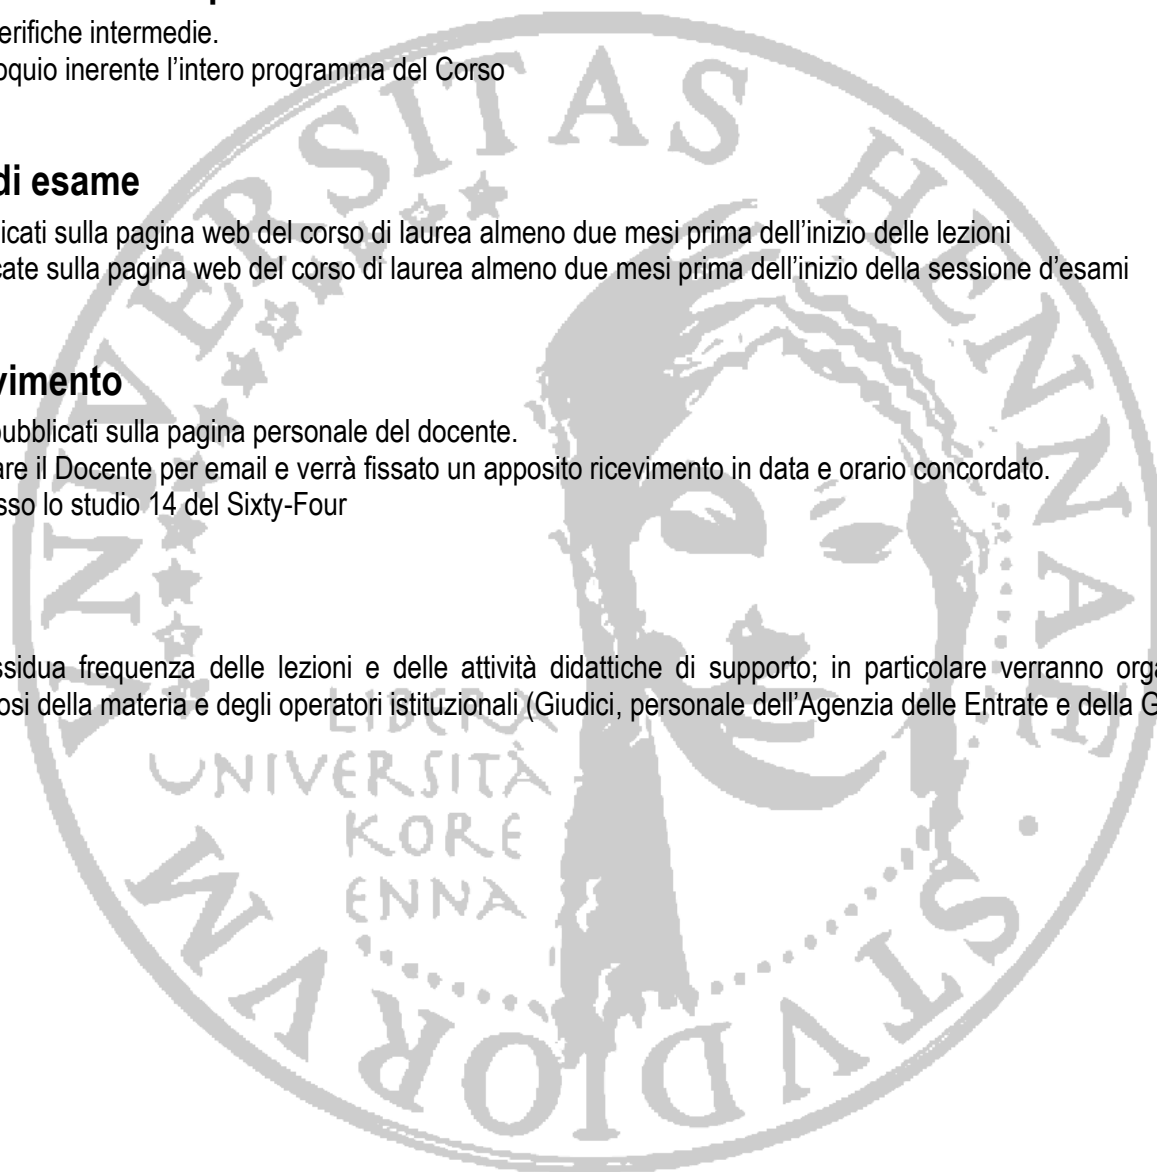 erifiche intermedie.
oquio inerente l’intero programma del Corso
di esame
icati sulla pagina web del corso di laurea almeno due mesi prima dell’inizio delle lezioni
cate sulla pagina web del corso di laurea almeno due mesi prima dell’inizio della sessione d’esami
vimento
pubblicati sulla pagina personale del docente.
are il Docente per email e verrà fissato un apposito ricevimento in data e orario concordato.
sso lo studio 14 del Sixty-Four
ssidua frequenza delle lezioni e delle attività didattiche di supporto; in particolare verranno orga
osi della materia e degli operatori istituzionali (Giudici, personale dell’Agenzia delle Entrate e della G
VNIVERSITAS HENNAE · STVDIORVM
LIBERA
UNIVERSITÀ
KORE
ENNA